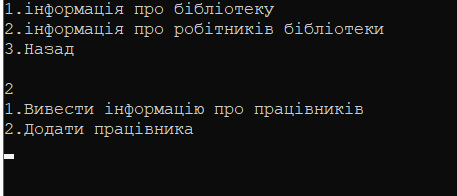 1.інформація про бібліотеку
2.інформація про робітників бібліотеки
3.Назад
2
1.Вивести інформацію про працівників
2.Додати працівника